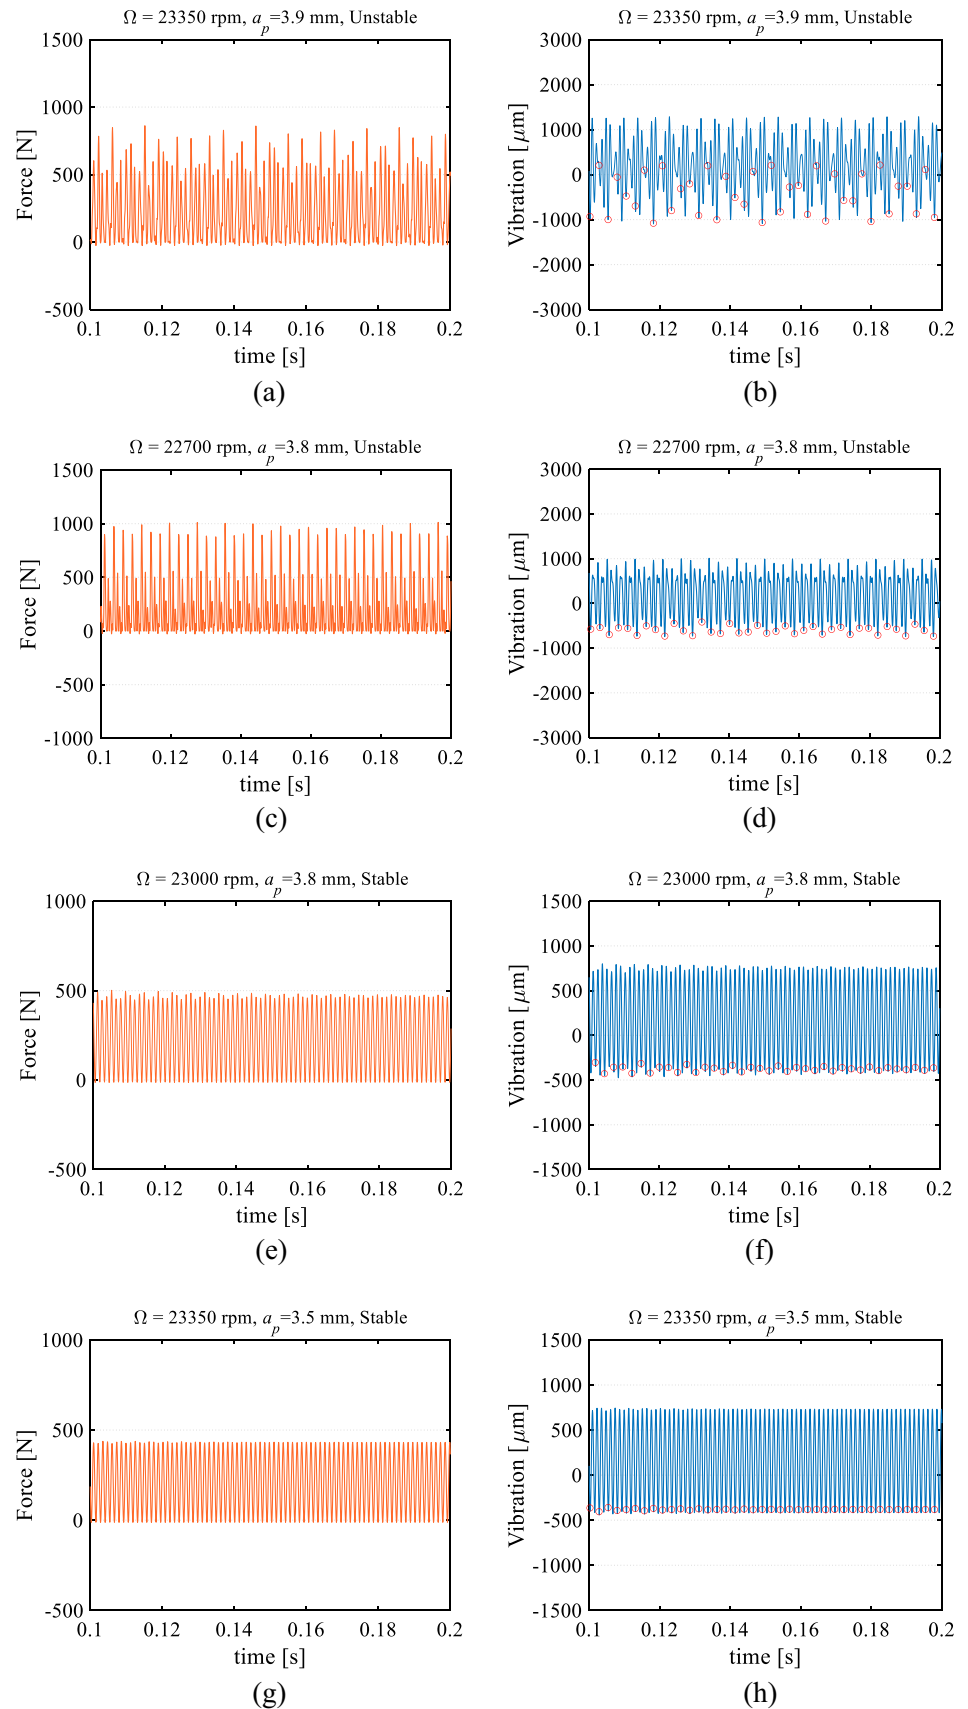 Ω = 23350 rpm, a_p=3.9 mm, Unstable
1500
1000
500
0
-500
Force [N]
0.1 0.12 0.14 0.16 0.18 0.2
time [s]
(a)
Ω = 23350 rpm, a_p=3.9 mm, Unstable
3000
2000
1000
0
-1000
-2000
-3000
Vibration [μm]
0.1 0.12 0.14 0.16 0.18 0.2
time [s]
(b)
Ω = 22700 rpm, a_p=3.8 mm, Unstable
1500
1000
500
0
-500
-1000
Force [N]
0.1 0.12 0.14 0.16 0.18 0.2
time [s]
(c)
Ω = 22700 rpm, a_p=3.8 mm, Unstable
3000
2000
1000
0
-1000
-2000
-3000
Vibration [μm]
0.1 0.12 0.14 0.16 0.18 0.2
time [s]
(d)
Ω = 23000 rpm, a_p=3.8 mm, Stable
1000
500
0
-500
Force [N]
0.1 0.12 0.14 0.16 0.18 0.2
time [s]
(e)
Ω = 23000 rpm, a_p=3.8 mm, Stable
1500
1000
500
0
-500
-1000
-1500
Vibration [μm]
0.1 0.12 0.14 0.16 0.18 0.2
time [s]
(f)
Ω = 23350 rpm, a_p=3.5 mm, Stable
1000
500
0
-500
Force [N]
0.1 0.12 0.14 0.16 0.18 0.2
time [s]
(g)
Ω = 23350 rpm, a_p=3.5 mm, Stable
1500
1000
500
0
-500
-1000
-1500
Vibration [μm]
0.1 0.12 0.14 0.16 0.18 0.2
time [s]
(h)